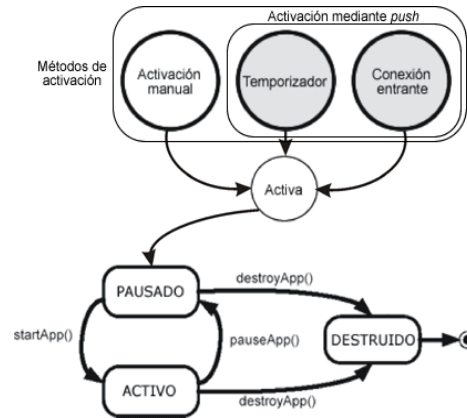 Activación mediante push
Métodos de
activación
Activación
manual
Temporizador
Conexión
entrante
Activa
PAUSADO
destroyApp()
startApp()
pauseApp()
DESTRUIDO
ACTIVO
destroyApp()